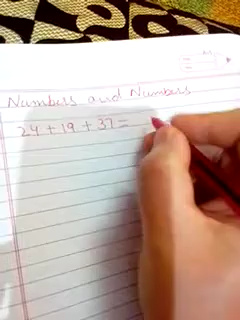 Numbers and Numbers
24 + 19 + 37 =